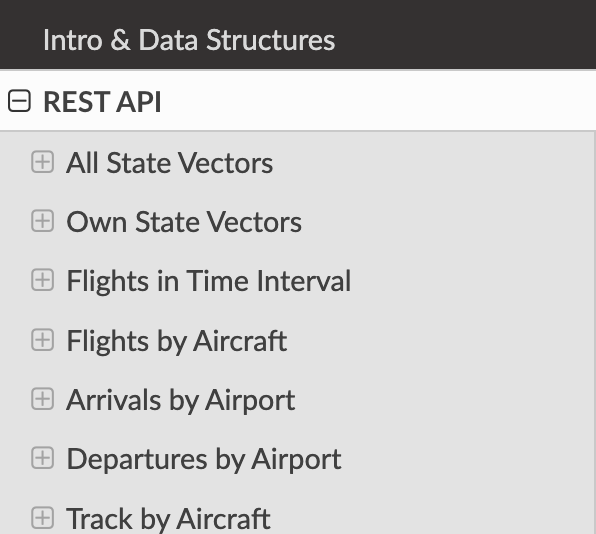 Intro & Data Structures
REST API
All State Vectors
Own State Vectors
Flights in Time Interval
Flights by Aircraft
Arrivals by Airport
Departures by Airport
Track by Aircraft